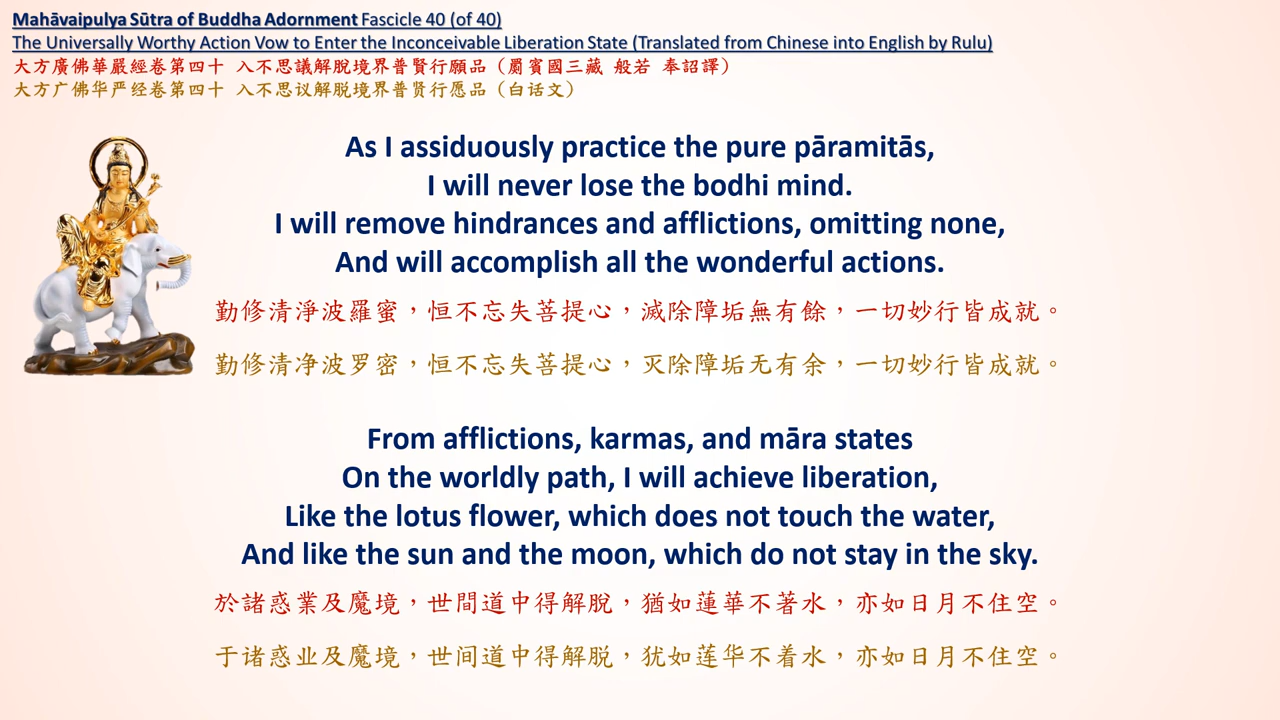 Mahāvaipulya Sūtra of Buddha Adornment Fascicle 40 (of 40)
The Universally Worthy Action Vow to Enter the Inconceivable Liberation State (Translated from Chinese into English by Rulu)
大方廣佛華嚴經卷第四十 入不思議解脫境界普賢行願品（罽賓國三藏 般若 奉詔譯）
大方广佛华严经卷第四十 入不思议解脱境界普贤行愿品（白话文）
As I assiduously practice the pure pāramitās,
I will never lose the bodhi mind.
I will remove hindrances and afflictions, omitting none,
And will accomplish all the wonderful actions.
勤修清淨波羅蜜，恒不忘失菩提心，滅除障垢無有餘，一切妙行皆成就。
勤修清净波罗密，恒不忘失菩提心，灭除障垢无有余，一切妙行皆成就。
From afflictions, karmas, and māra states
On the worldly path, I will achieve liberation,
Like the lotus flower, which does not touch the water,
And like the sun and the moon, which do not stay in the sky.
於諸惑業及魔境，世間道中得解脫，猶如蓮華不著水，亦如日月不住空。
于诸惑业及魔境，世间道中得解脱，犹如莲华不着水，亦如日月不住空。